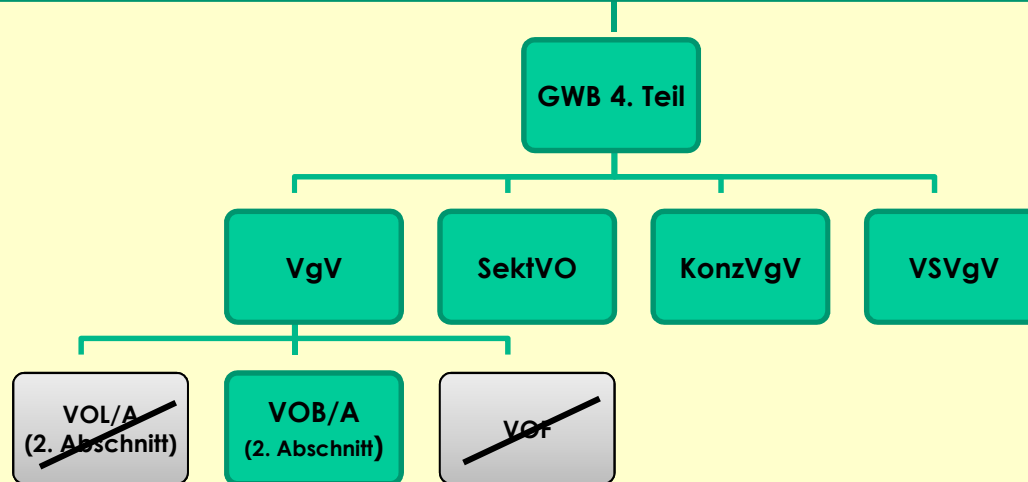 GWB 4. Teil
VgV
SektVO
KonzVgV
VSVgV
VOL/A
(2. Abschnitt)
VOB/A
(2. Abschnitt)
VOF